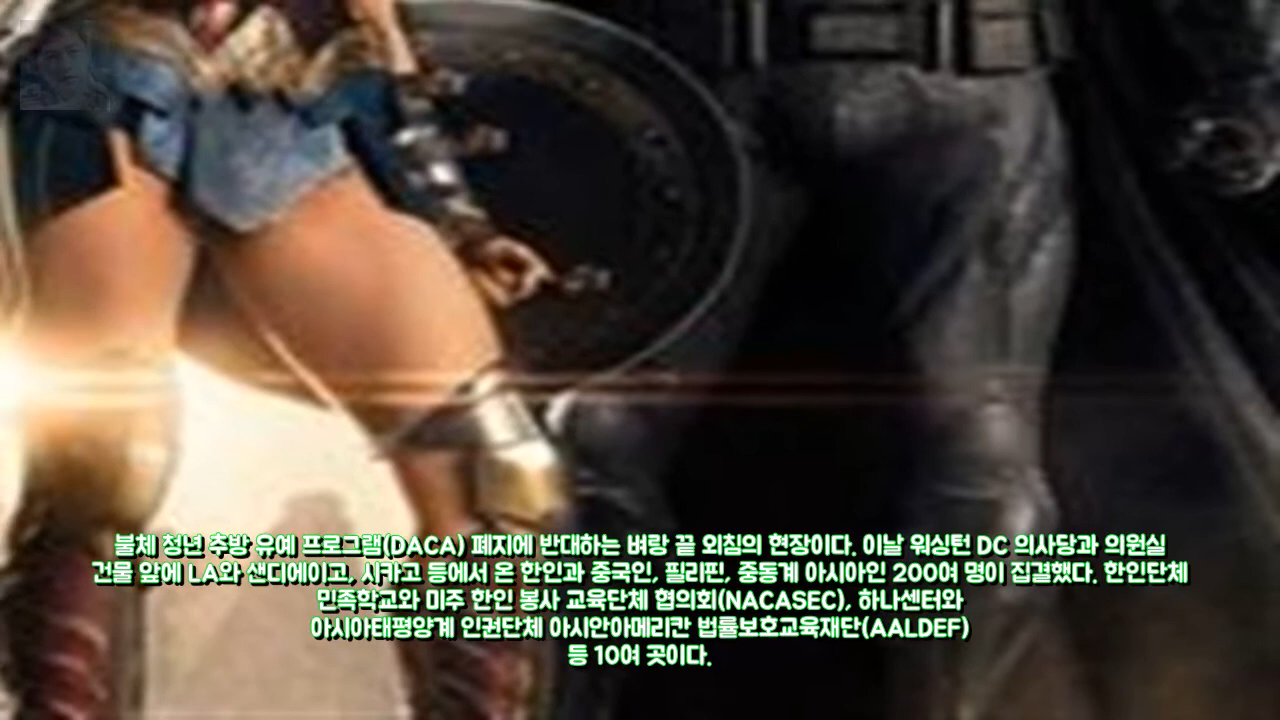 불체 청년 추방 유예 프로그램(DACA) 폐지에 반대하는 벼랑 끝 외침의 현장이다. 이날 워싱턴 DC 의사당과 의원실
건물 앞에 LA와 샌디에이고, 시카고 등에서 온 한인과 중국인, 필리핀, 중동계 아시아인 200여 명이 집결했다. 한인단체
민족학교와 미주 한인 봉사 교육단체 협의회(NACASEC), 하나센터와
아시아태평양계 인권단체 아시안아메리칸 법률보호교육재단(AALDEF)
등 10여 곳이다.